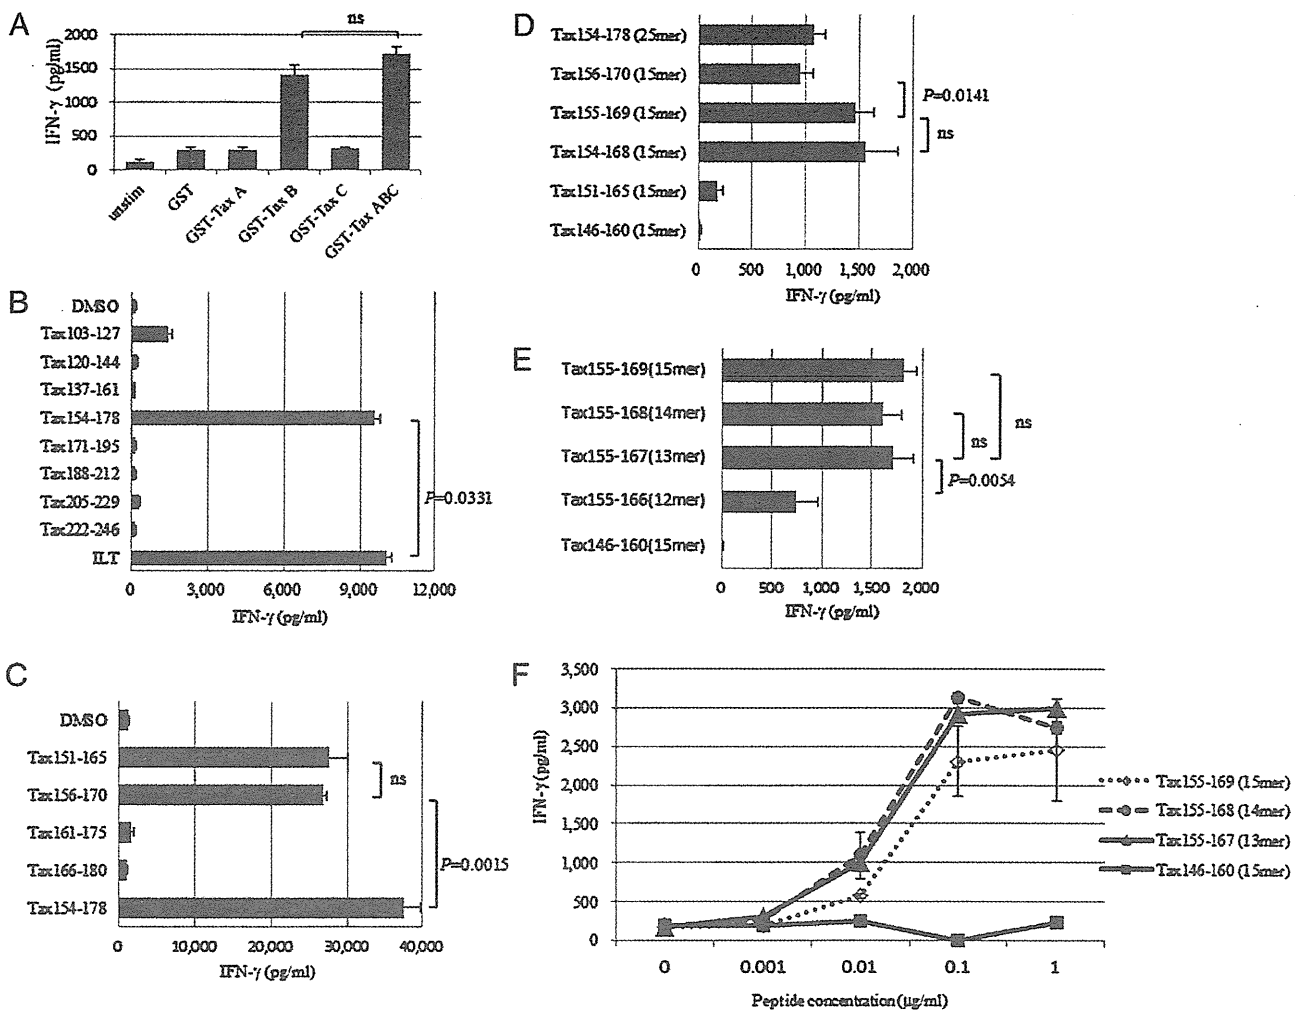 A
IFN-γ (pg/ml)
2000
1500
1000
500
0
ns
unstim
GST
GST-Tax A
GST-Tax B
GST-Tax C
GST-Tax ABC
B
DMSO
Tax103-127
Tax120-144
Tax137-161
Tax154-178
Tax171-195
Tax188-212
Tax205-229
Tax222-246
ILT
P=0.0331
0 3,000 6,000 9,000 12,000
IFN-γ (pg/ml)
C
DMSO
Tax151-165
Tax156-170
Tax161-175
Tax166-180
Tax154-178
ns
P=0.0015
0 10,000 20,000 30,000 40,000
IFN-γ (pg/ml)
D
Tax154-178 (25mer)
Tax156-170 (15mer)
Tax155-169 (15mer)
Tax154-168 (15mer)
Tax151-165 (15mer)
Tax146-160 (15mer)
P=0.0141
ns
0 500 1,000 1,500 2,000
IFN-γ (pg/ml)
E
Tax155-169(15mer)
Tax155-168(14mer)
Tax155-167(13mer)
Tax155-166(12mer)
Tax146-160(15mer)
ns
ns
P=0.0054
0 500 1,000 1,500 2,000
IFN-γ (pg/ml)
F
IFN-γ (pg/ml)
3,500
3,000
2,500
2,000
1,500
1,000
500
0
0 0.001 0.01 0.1 1
Peptide concentration (μg/ml)
Tax155-169 (15mer)
Tax155-168 (14mer)
Tax155-167 (13mer)
Tax146-160 (15mer)